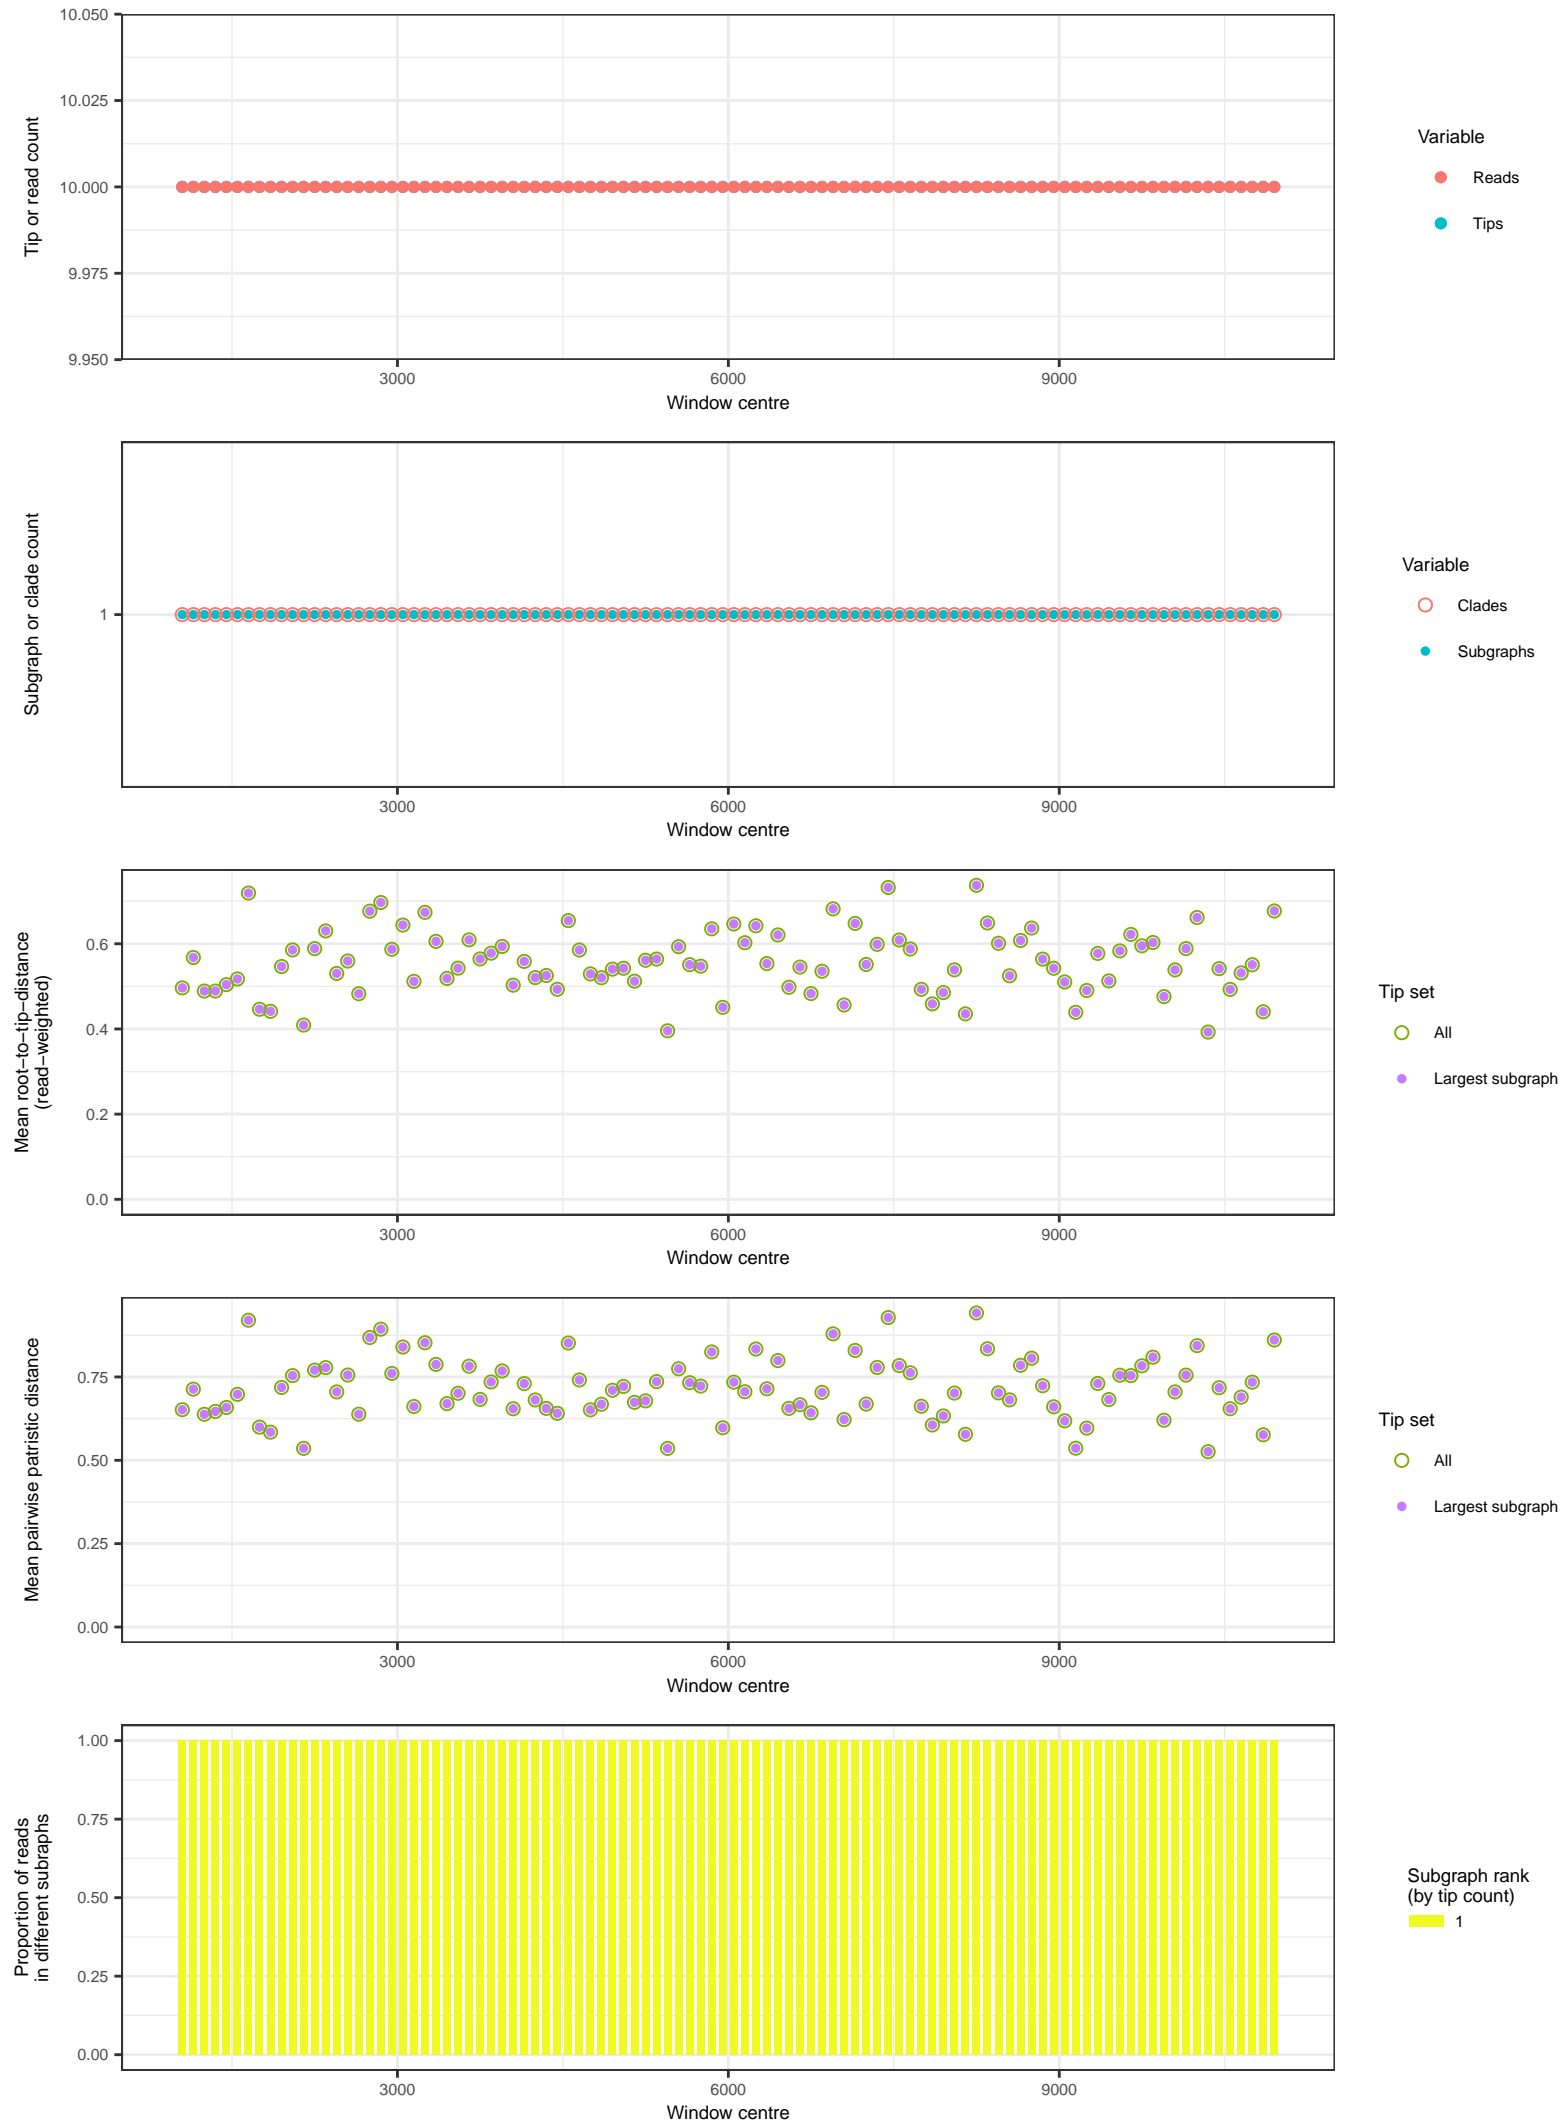 10.050
10.025
10.000
9.975
9.950
Tip or read count
3000
6000
9000
Window centre
Variable
Reads
Tips
1
Subgraph or clade count
3000
6000
9000
Window centre
Variable
Clades
Subgraphs
0.6
0.4
0.2
0.0
Mean root−to−tip−distance
(read−weighted)
3000
6000
9000
Window centre
Tip set
All
Largest subgraph
0.75
0.50
0.25
0.00
Mean pairwise patristic distance
3000
6000
9000
Window centre
Tip set
All
Largest subgraph
1.00
0.75
0.50
0.25
0.00
Proportion of reads
in different subraphs
3000
6000
9000
Window centre
Subgraph rank
(by tip count)
1